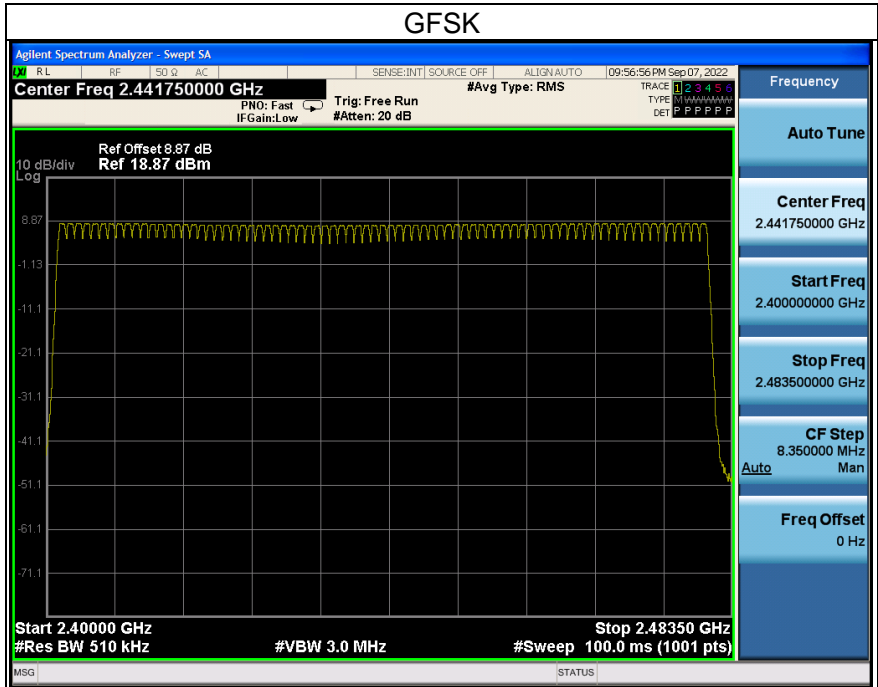 GFSK
Agilent Spectrum Analyzer - Swept SA
LXI RL RF 50 Ω AC SENSE:INT SOURCE OFF ALIGNAUTO 09:56:56 PM Sep 07, 2022
Center Freq 2.441750000 GHz #Avg Type: RMS TRACE 1 2 3 4 5 6
PNO: Fast Trig: Free Run TYPE M WWWWW
IFGain:Low #Atten: 20 dB DET P P P P P P
Ref Offset 8.87 dB
10 dB/div Ref 18.87 dBm
Log
8.87
-1.13
-11.1
-21.1
-31.1
-41.1
-51.1
-61.1
-71.1
Start 2.40000 GHz Stop 2.48350 GHz
#Res BW 510 kHz #VBW 3.0 MHz #Sweep 100.0 ms (1001 pts)
MSG STATUS
Frequency
Auto Tune
Center Freq
2.441750000 GHz
Start Freq
2.400000000 GHz
Stop Freq
2.483500000 GHz
CF Step
8.350000 MHz
Auto Man
Freq Offset
0 Hz